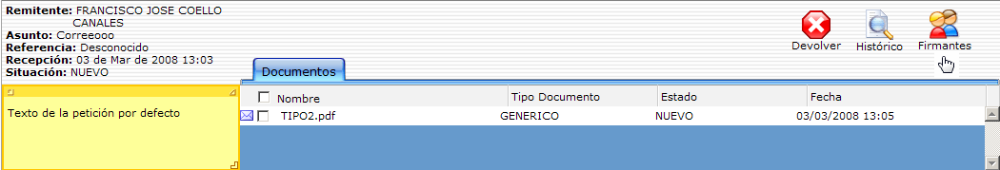 Remitente: FRANCISCO JOSE COELLO
CANALES
Asunto: Correeooo
Referencia: Desconocido
Recepción: 03 de Mar de 2008 13:03
Situación: NUEVO
Devolver Histórico Firmantes
Documentos
Texto de la petición por defecto
Nombre Tipo Documento Estado Fecha
TIPO2.pdf GENERICO NUEVO 03/03/2008 13:05